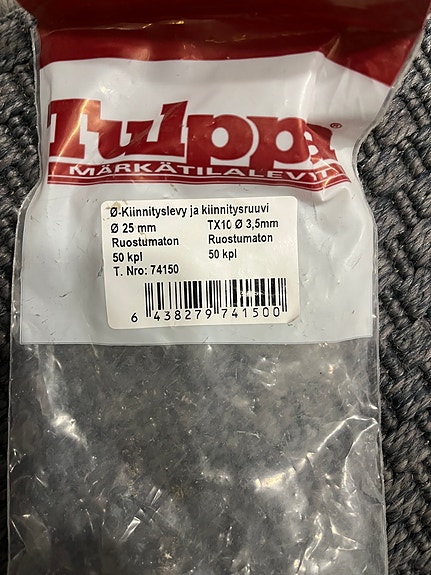 Tulppa®
MÄRKÄTILALEVYT
Ø-Kiinnityslevy ja kiinnitysruuvi
Ø 25 mm TX10 Ø 3,5mm
Ruostumaton Ruostumaton
50 kpl 50 kpl
T. Nro: 74150
6 438279 741500